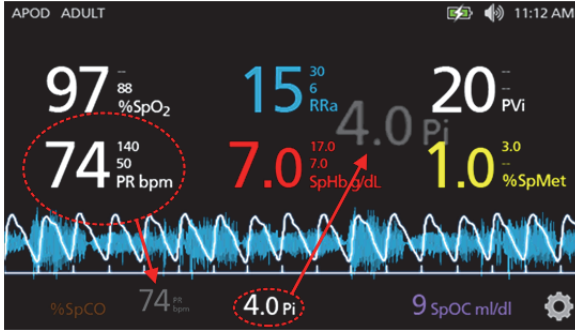 APOD ADULT 11:12 AM
97 -- 88 %SpO2
15 30 6 RRa
20 -- -- PVi
4.0 Pi
74 140 50 PR bpm
7.0 17.0 7.0 SpHb g/dL
1.0 3.0 -- %SpMet
%SpCO
74 PR bpm
4.0 Pi
9 SpOC ml/dl